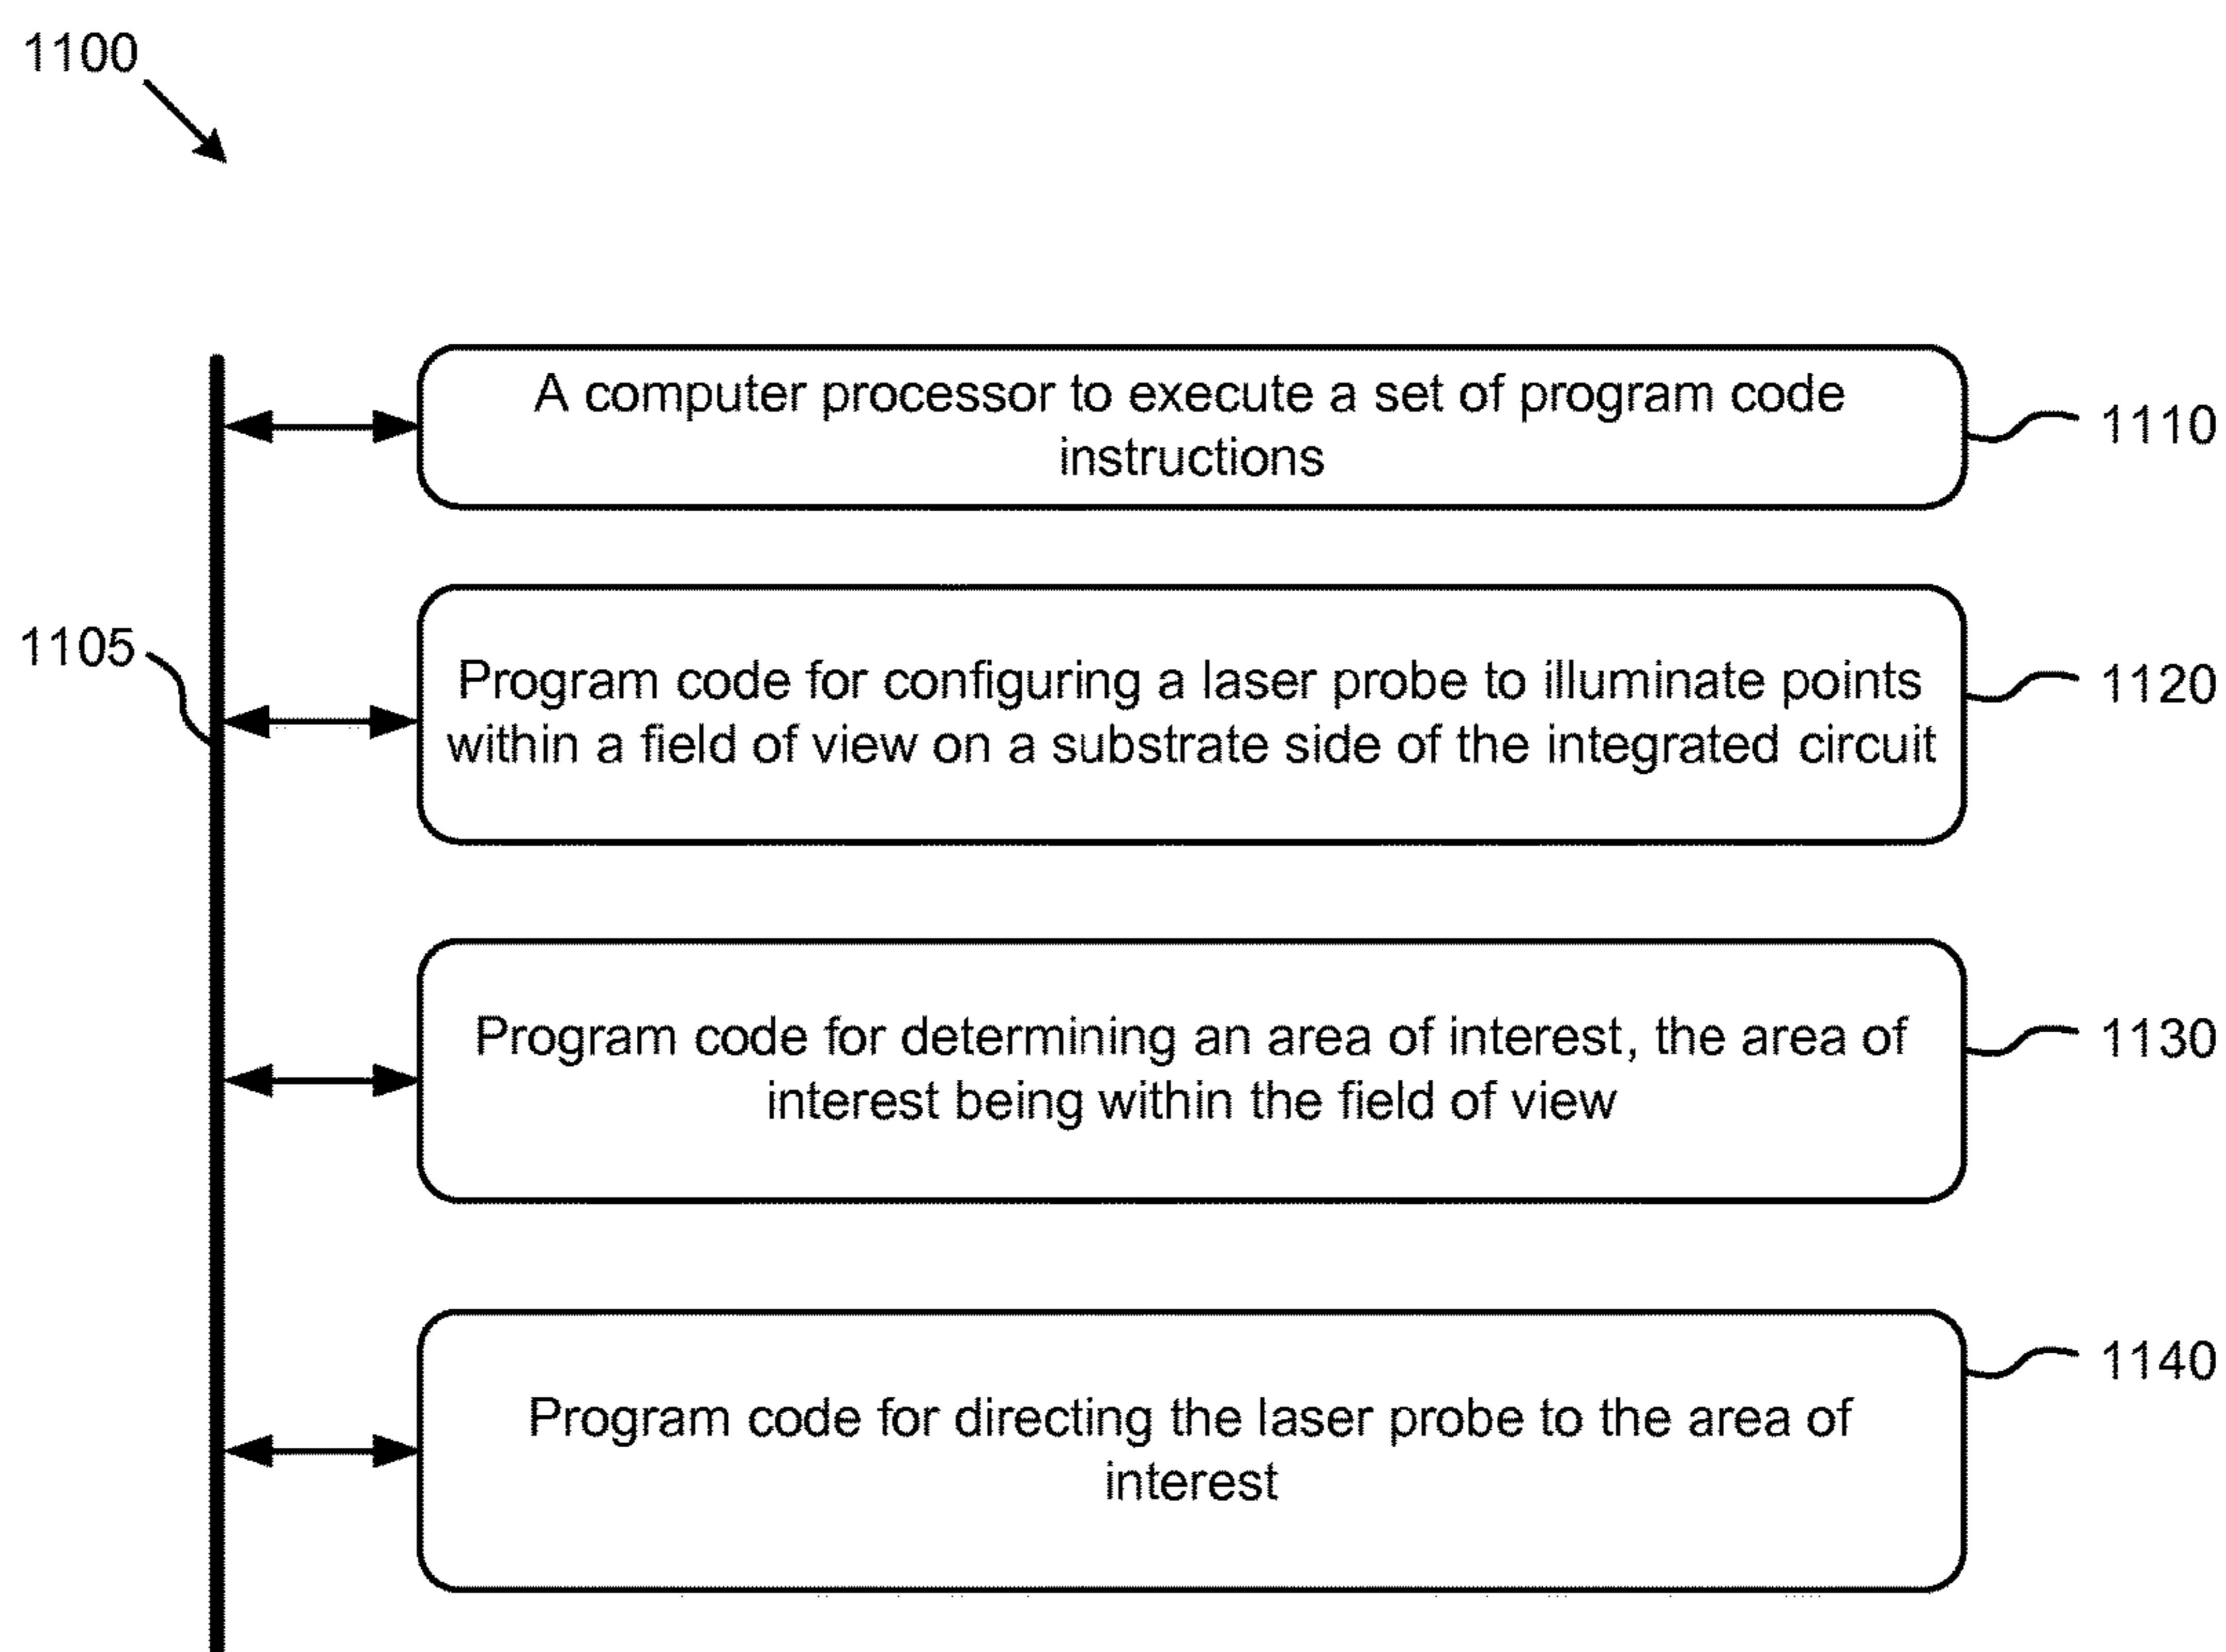 1100
A computer processor to execute a set of program code
instructions
1110
1105
Program code for configuring a laser probe to illuminate points
within a field of view on a substrate side of the integrated circuit
1120
Program code for determining an area of interest, the area of
interest being within the field of view
1130
Program code for directing the laser probe to the area of
interest
1140